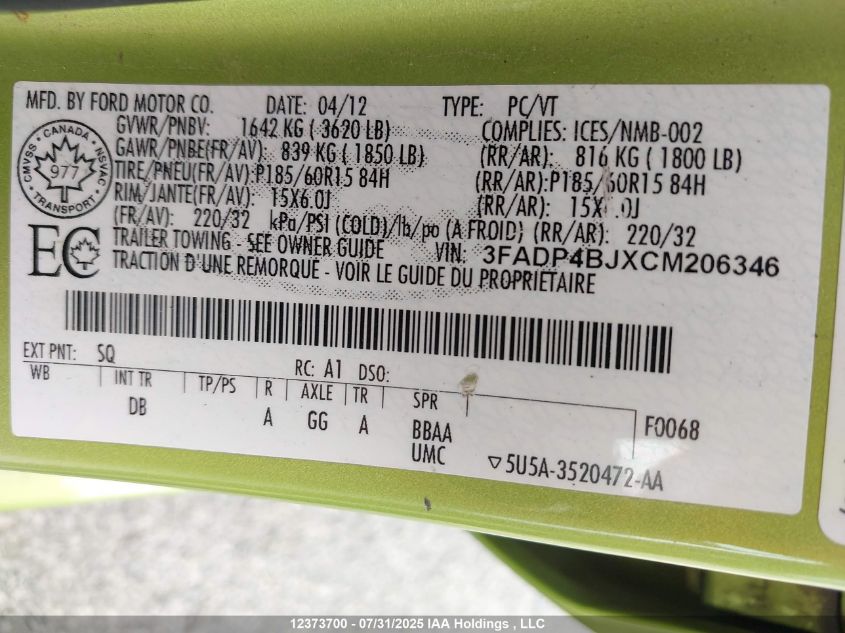 MFD. BY FORD MOTOR CO. DATE: 04/12 TYPE: PC/VT
GVWR/PNBV: 1642 KG ( 3620 LB) COMPLIES: ICES/NMB-002
GAWR/PNBE(FR/AV): 839 KG ( 1850 LB) (RR/AR): 816 KG ( 1800 LB)
TIRE/PNEU(FR/AV):P185/60R15 84H (RR/AR):P185/60R15 84H
RIM/JANTE(FR/AV): 15X6.0J (RR/AR): 15X .0J
(FR/AV): 220/32 kPa/PSI (COLD)/lb/po (A FROID) (RR/AR): 220/32
TRAILER TOWING - SEE OWNER GUIDE VIN: 3FADP4BJXCM206346
TRACTION D'UNE REMORQUE - VOIR LE GUIDE DU PROPRIÉTAIRE
CANADA
CMVSS NSVAC
977
TRANSPORT
EC
EXT PNT: SQ RC: A1 DSO:
WB INT TR TP/PS R AXLE TR SPR
DB A GG A BBAA F0068
UMC ▽5U5A-3520472-AA
12373700 - 07/31/2025 IAA Holdings , LLC